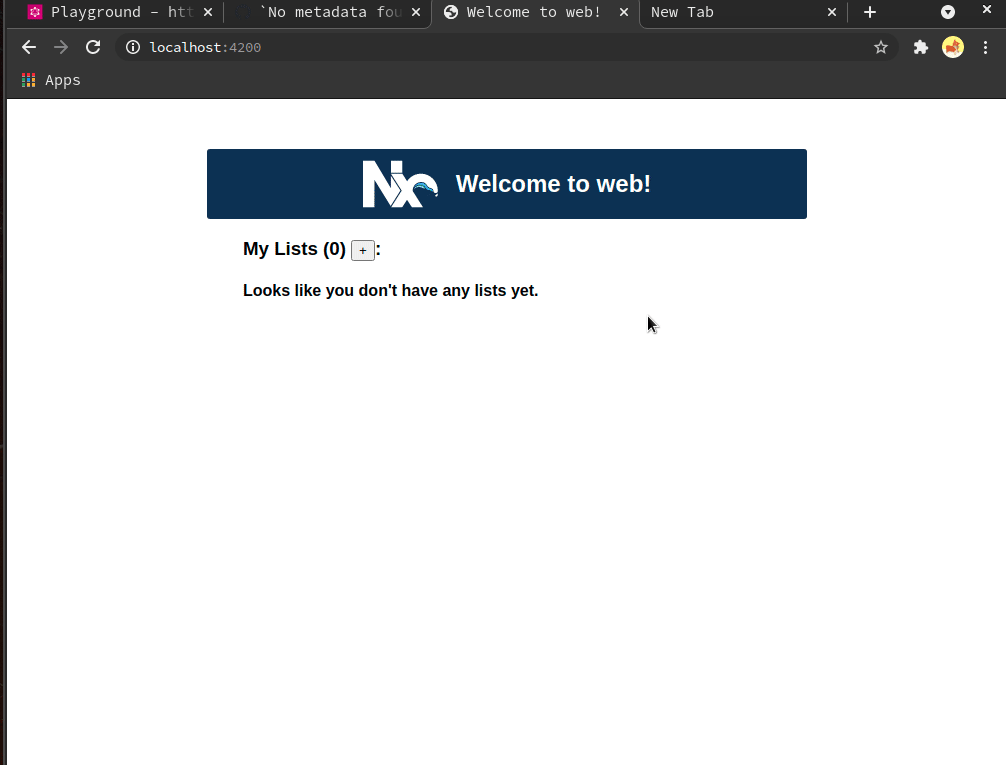 Playground - htt
`No metadata fou
Welcome to web!
New Tab
localhost:4200
Apps
Nx Welcome to web!
My Lists (0) + :
Looks like you don't have any lists yet.